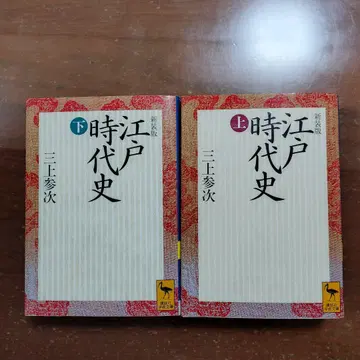 新装版
江戸時代史
下
三上参次
新装版
江戸時代史
上
三上参次